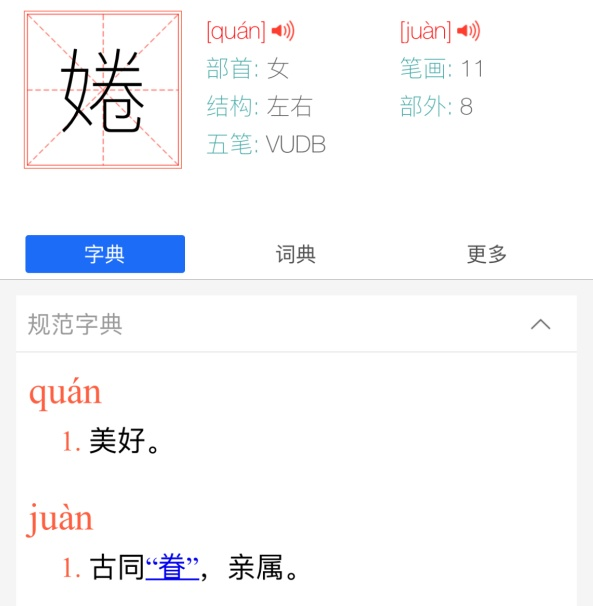 婘
[quán] [juàn]
部首: 女 笔画: 11
结构: 左右 部外: 8
五笔: VUDB
字典 词典 更多
规范字典
quán
1. 美好。
juàn
1. 古同“眷”，亲属。